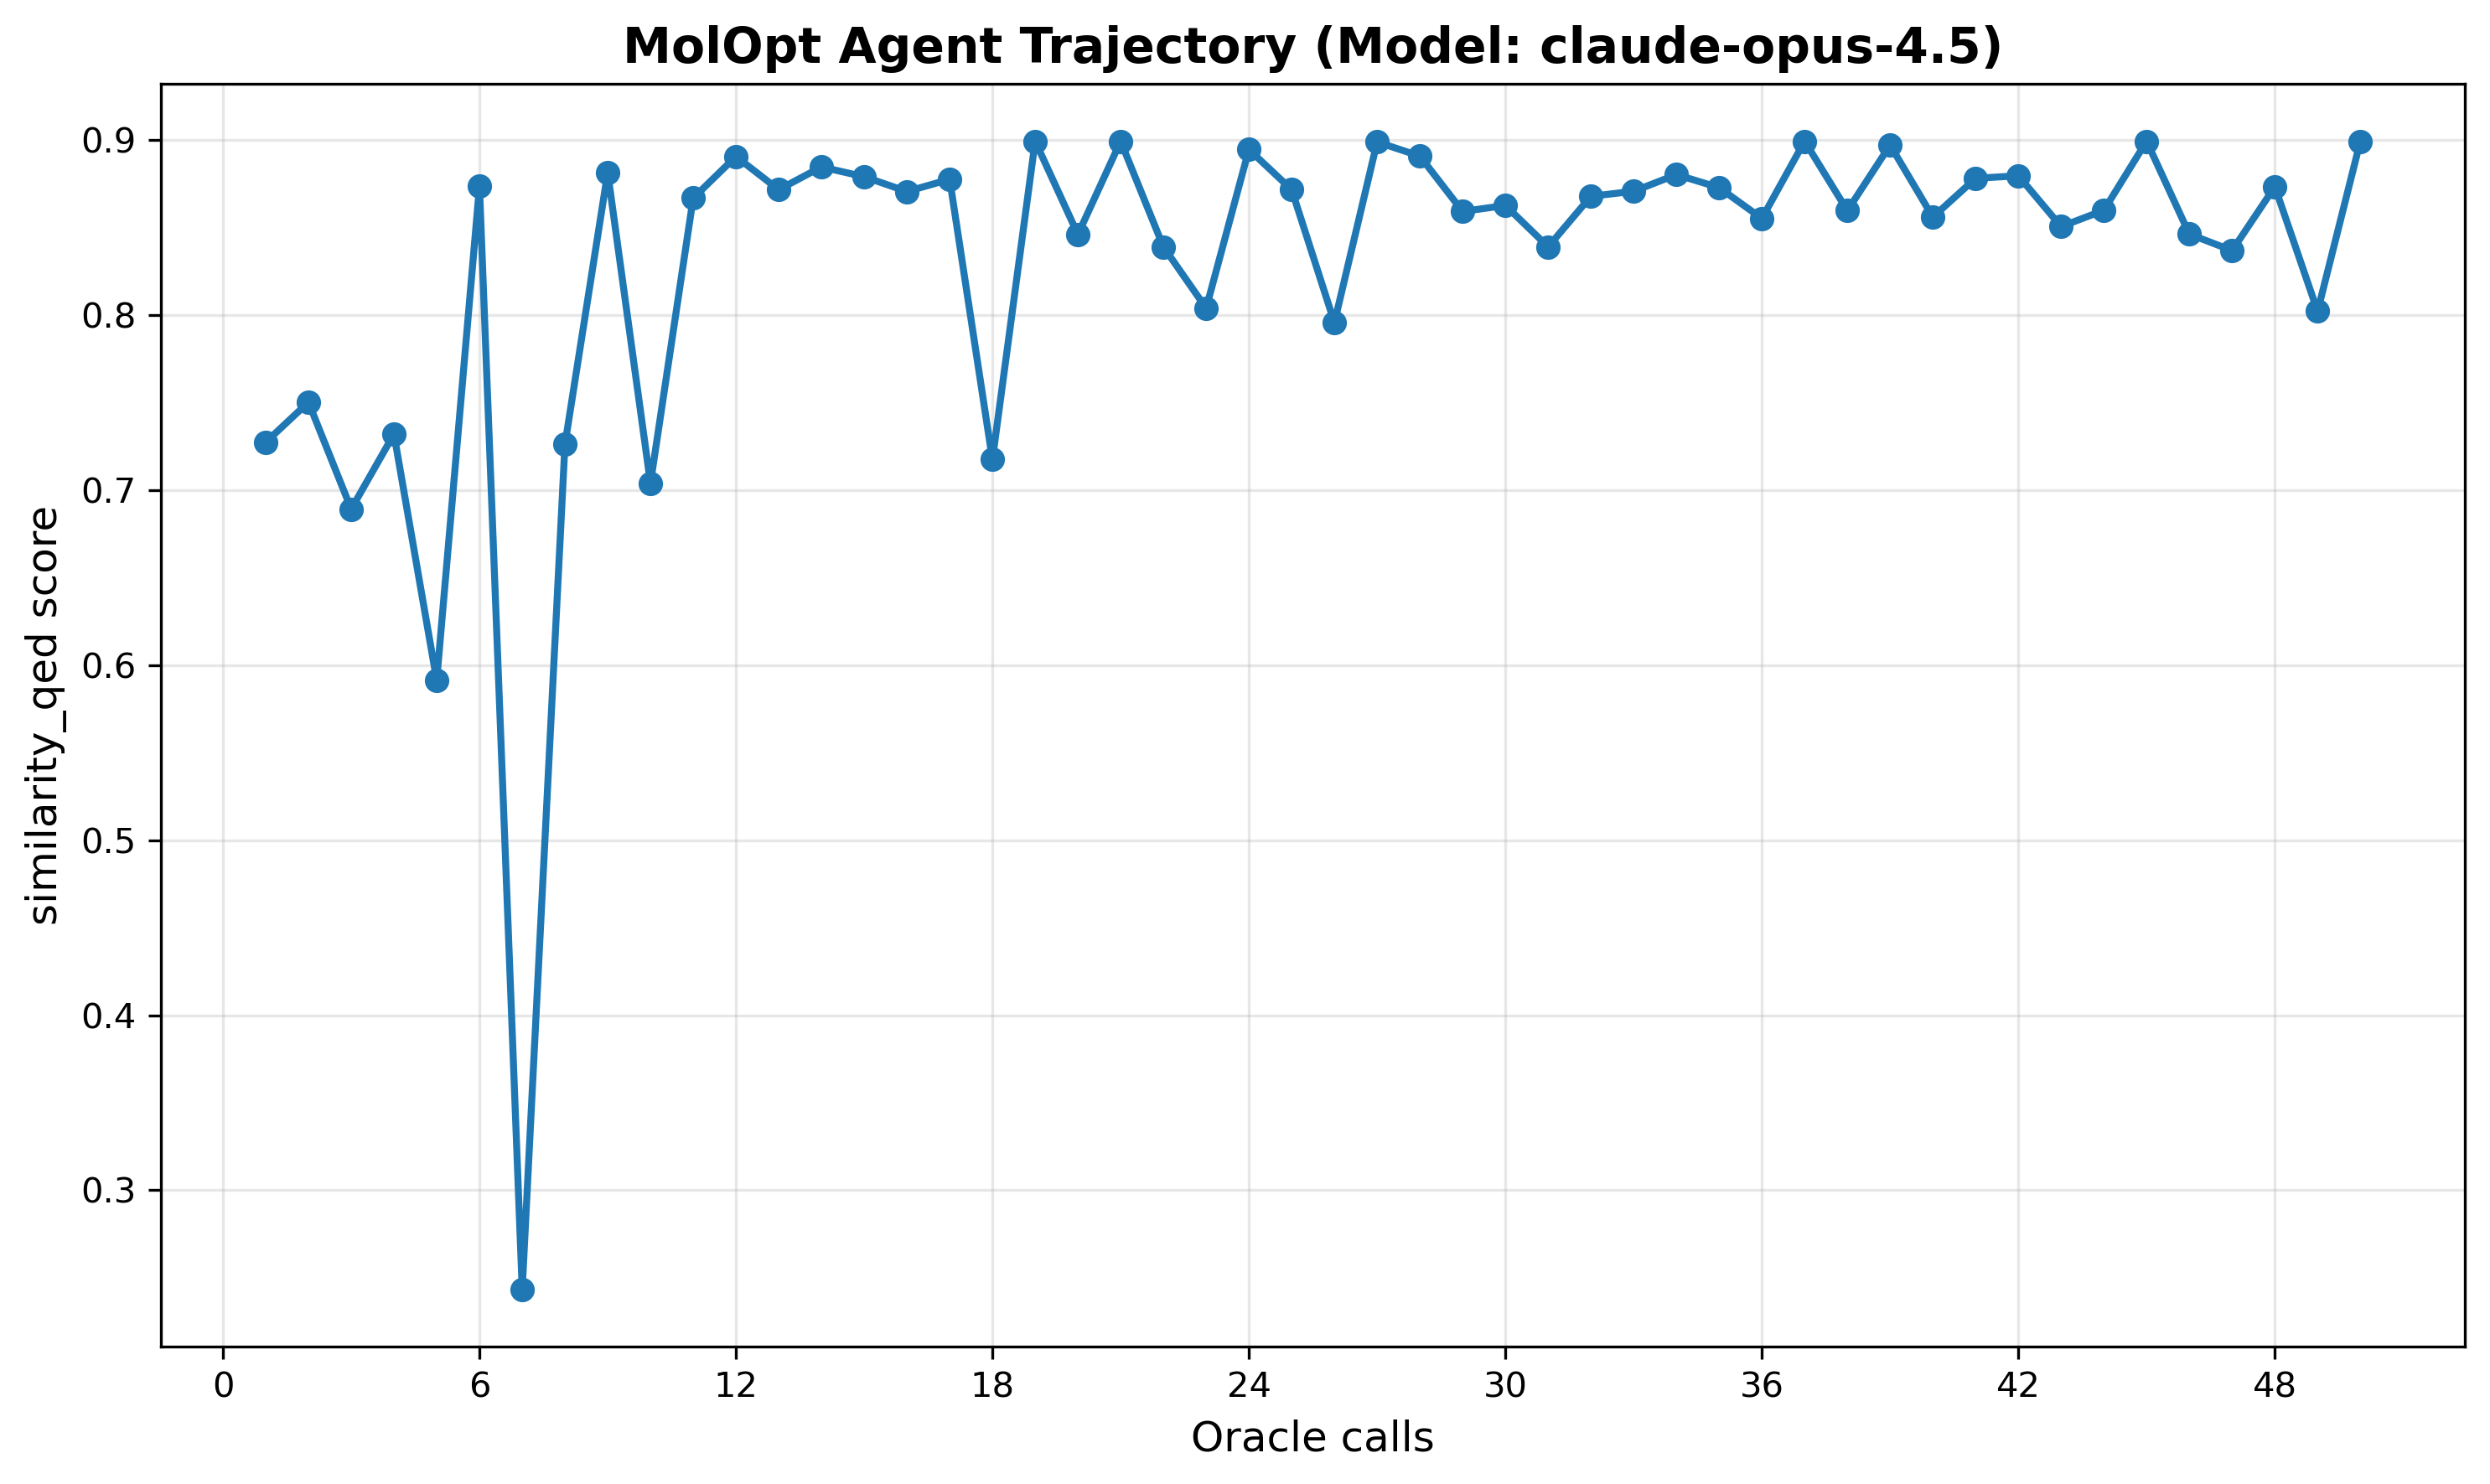 MolOpt Agent Trajectory (Model: claude-opus-4.5)
similarity_qed score
0.9
0.8
0.7
0.6
0.5
0.4
0.3
0 6 12 18 24 30 36 42 48
Oracle calls